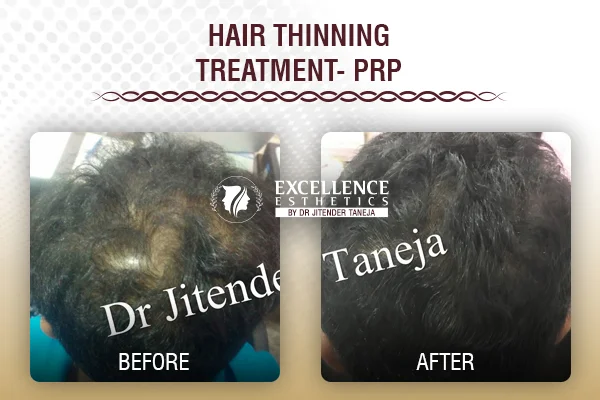 HAIR THINNING
TREATMENT- PRP
EXCELLENCE
ESTHETICS
BY DR JITENDER TANEJA
Dr Jitende
Taneja
BEFORE
AFTER